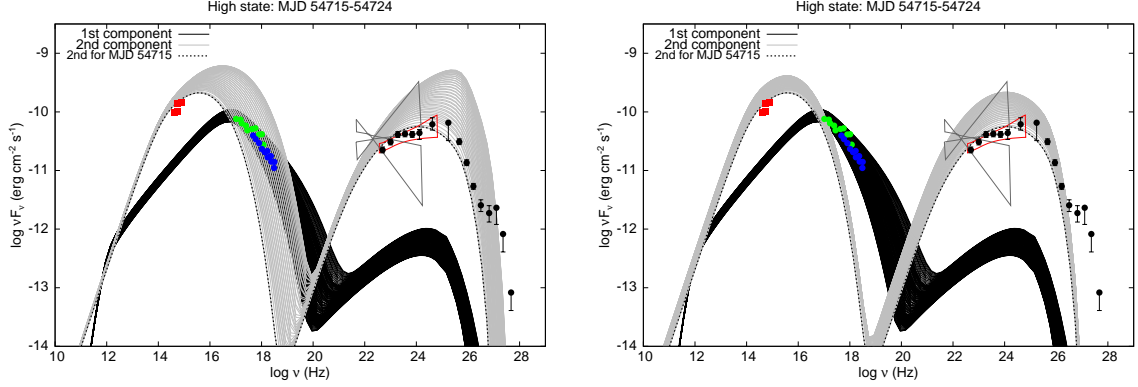 High state: MJD 54715-54724
1st component
2nd component
2nd for MJD 54715
log νFν (erg cm-2 s-1)
-9
-10
-11
-12
-13
-14
10 12 14 16 18 20 22 24 26 28
log ν (Hz)
High state: MJD 54715-54724
1st component
2nd component
2nd for MJD 54715
log νFν (erg cm-2 s-1)
-9
-10
-11
-12
-13
-14
10 12 14 16 18 20 22 24 26 28
log ν (Hz)